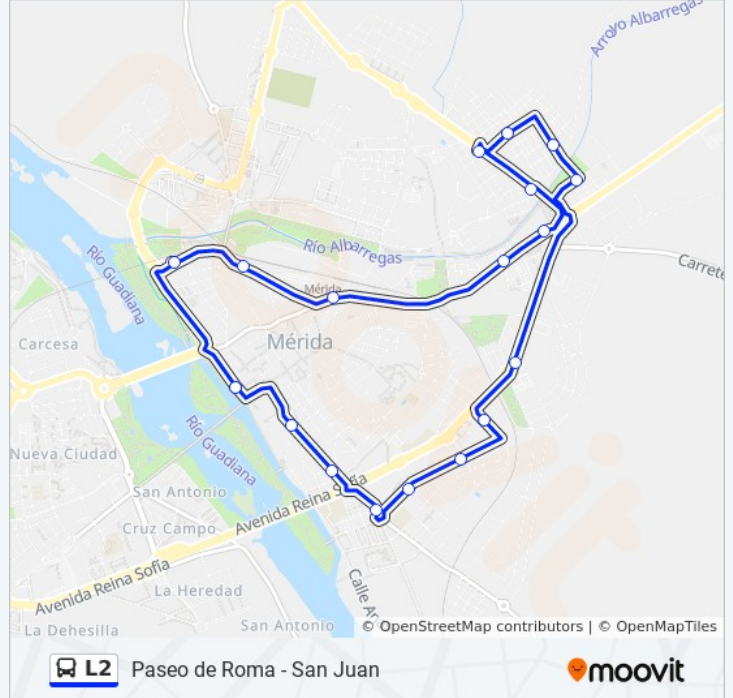 Arroyo Albarregas
Río Albarregas
Río Guadiana
Mérida
Carrete
Mérida
Carcesa
Río Guadiana
Nueva Ciudad
San Antonio
Avenida Reina Sofía
Cruz Campo
Avenida Reina Sofía
La Heredad
Calle A
San Antonio
La Dehesilla
© OpenStreetMap contributors | © OpenMapTiles
L2 Paseo de Roma - San Juan
moovit